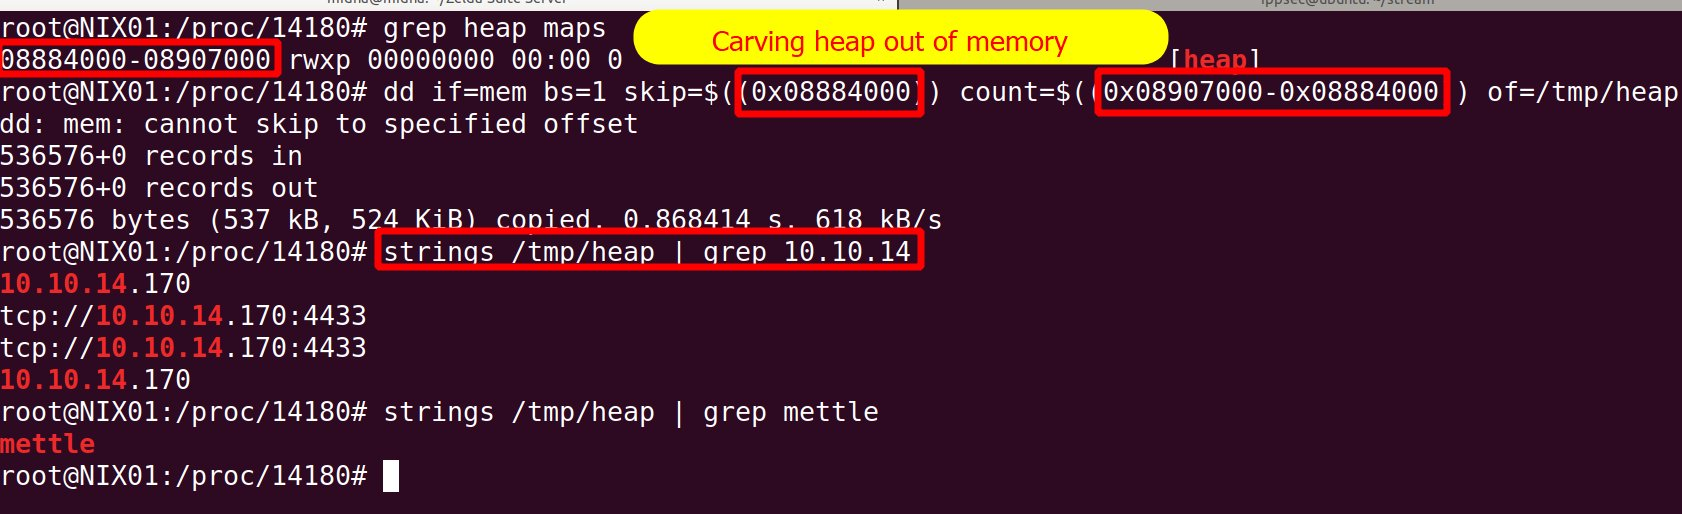 root@NIX01:/proc/14180# grep heap maps
Carving heap out of memory
08884000-08907000 rwxp 00000000 00:00 0 [heap]
root@NIX01:/proc/14180# dd if=mem bs=1 skip=$((0x08884000)) count=$((0x08907000-0x08884000 ) of=/tmp/heap
dd: mem: cannot skip to specified offset
536576+0 records in
536576+0 records out
536576 bytes (537 kB, 524 KiB) copied, 0.868414 s, 618 kB/s
root@NIX01:/proc/14180# strings /tmp/heap | grep 10.10.14
10.10.14.170
tcp://10.10.14.170:4433
tcp://10.10.14.170:4433
10.10.14.170
root@NIX01:/proc/14180# strings /tmp/heap | grep mettle
mettle
root@NIX01:/proc/14180#